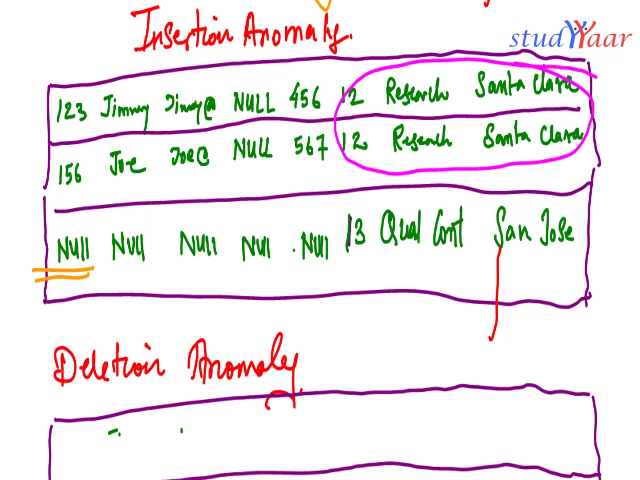 Insertion Anomaly.
studYYaar
123 Jimmy Jimmy@ NULL 456 12 Research Santa Clara
156 Joe Joe@ NULL 567 12 Research Santa Clara
Null Null Null Null Null 13 Qual Cont San Jose
Deletion Anomaly